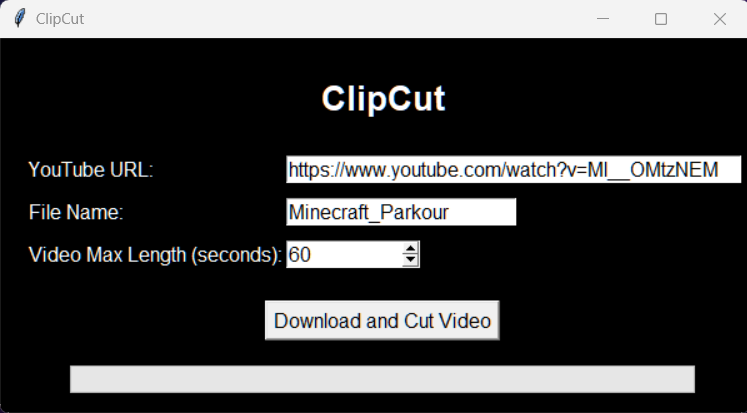 ClipCut
ClipCut
YouTube URL: https://www.youtube.com/watch?v=MI__OMtzNEM
File Name: Minecraft_Parkour
Video Max Length (seconds): 60
Download and Cut Video